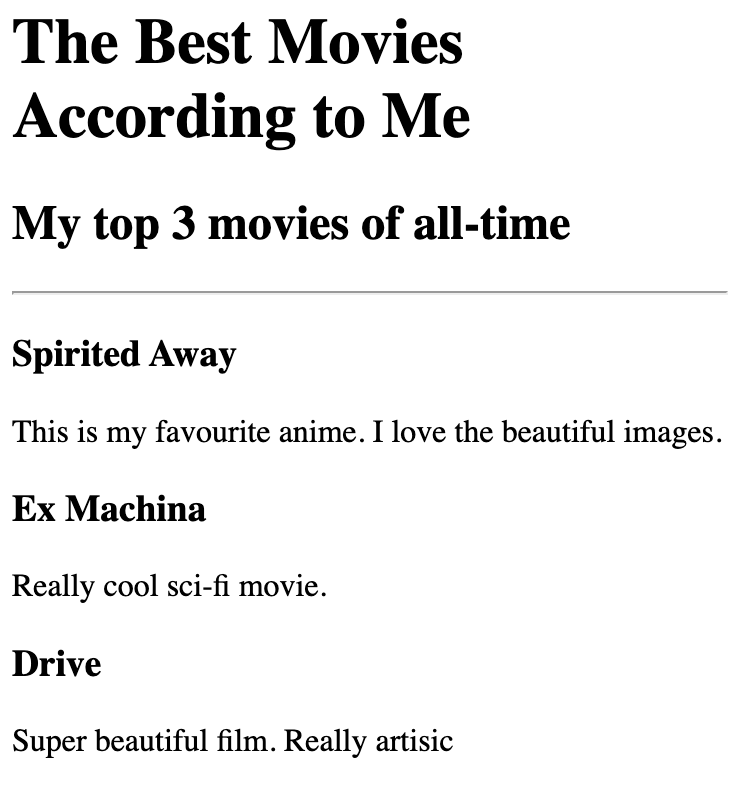 The Best Movies
According to Me
My top 3 movies of all-time
Spirited Away
This is my favourite anime. I love the beautiful images.
Ex Machina
Really cool sci-fi movie.
Drive
Super beautiful film. Really artisic